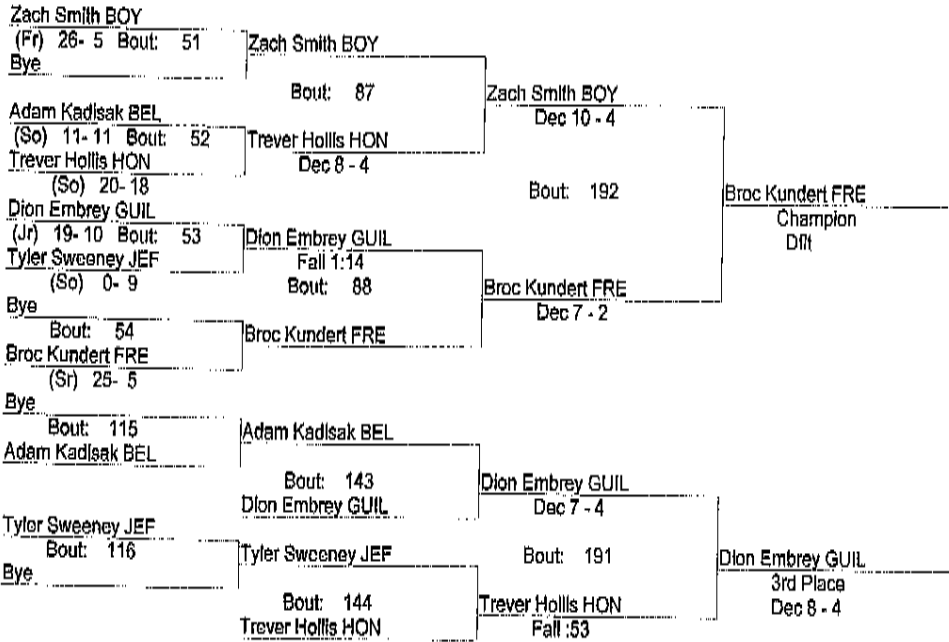 Zach Smith BOY
(Fr) 26- 5 Bout: 51
Bye
Zach Smith BOY
Bout: 87
Adam Kadisak BEL
(So) 11- 11 Bout: 52
Trever Hollis HON
(So) 20- 18
Trever Hollis HON
Dec 8 - 4
Zach Smith BOY
Dec 10 - 4
Bout: 192
Dion Embrey GUIL
(Jr) 19- 10 Bout: 53
Tyler Sweeney JEF
(So) 0- 9
Dion Embrey GUIL
Fall 1:14
Bout: 88
Bye
Bout: 54
Broc Kundert FRE
(Sr) 25- 5
Broc Kundert FRE
Broc Kundert FRE
Dec 7 - 2
Broc Kundert FRE
Champion
Dflt
Bye
Bout: 115
Adam Kadisak BEL
Adam Kadisak BEL
Bout: 143
Dion Embrey GUIL
Dion Embrey GUIL
Dec 7 - 4
Bout: 191
Tyler Sweeney JEF
Bout: 116
Bye
Tyler Sweeney JEF
Bout: 144
Trever Hollis HON
Trever Hollis HON
Fall :53
Dion Embrey GUIL
3rd Place
Dec 8 - 4